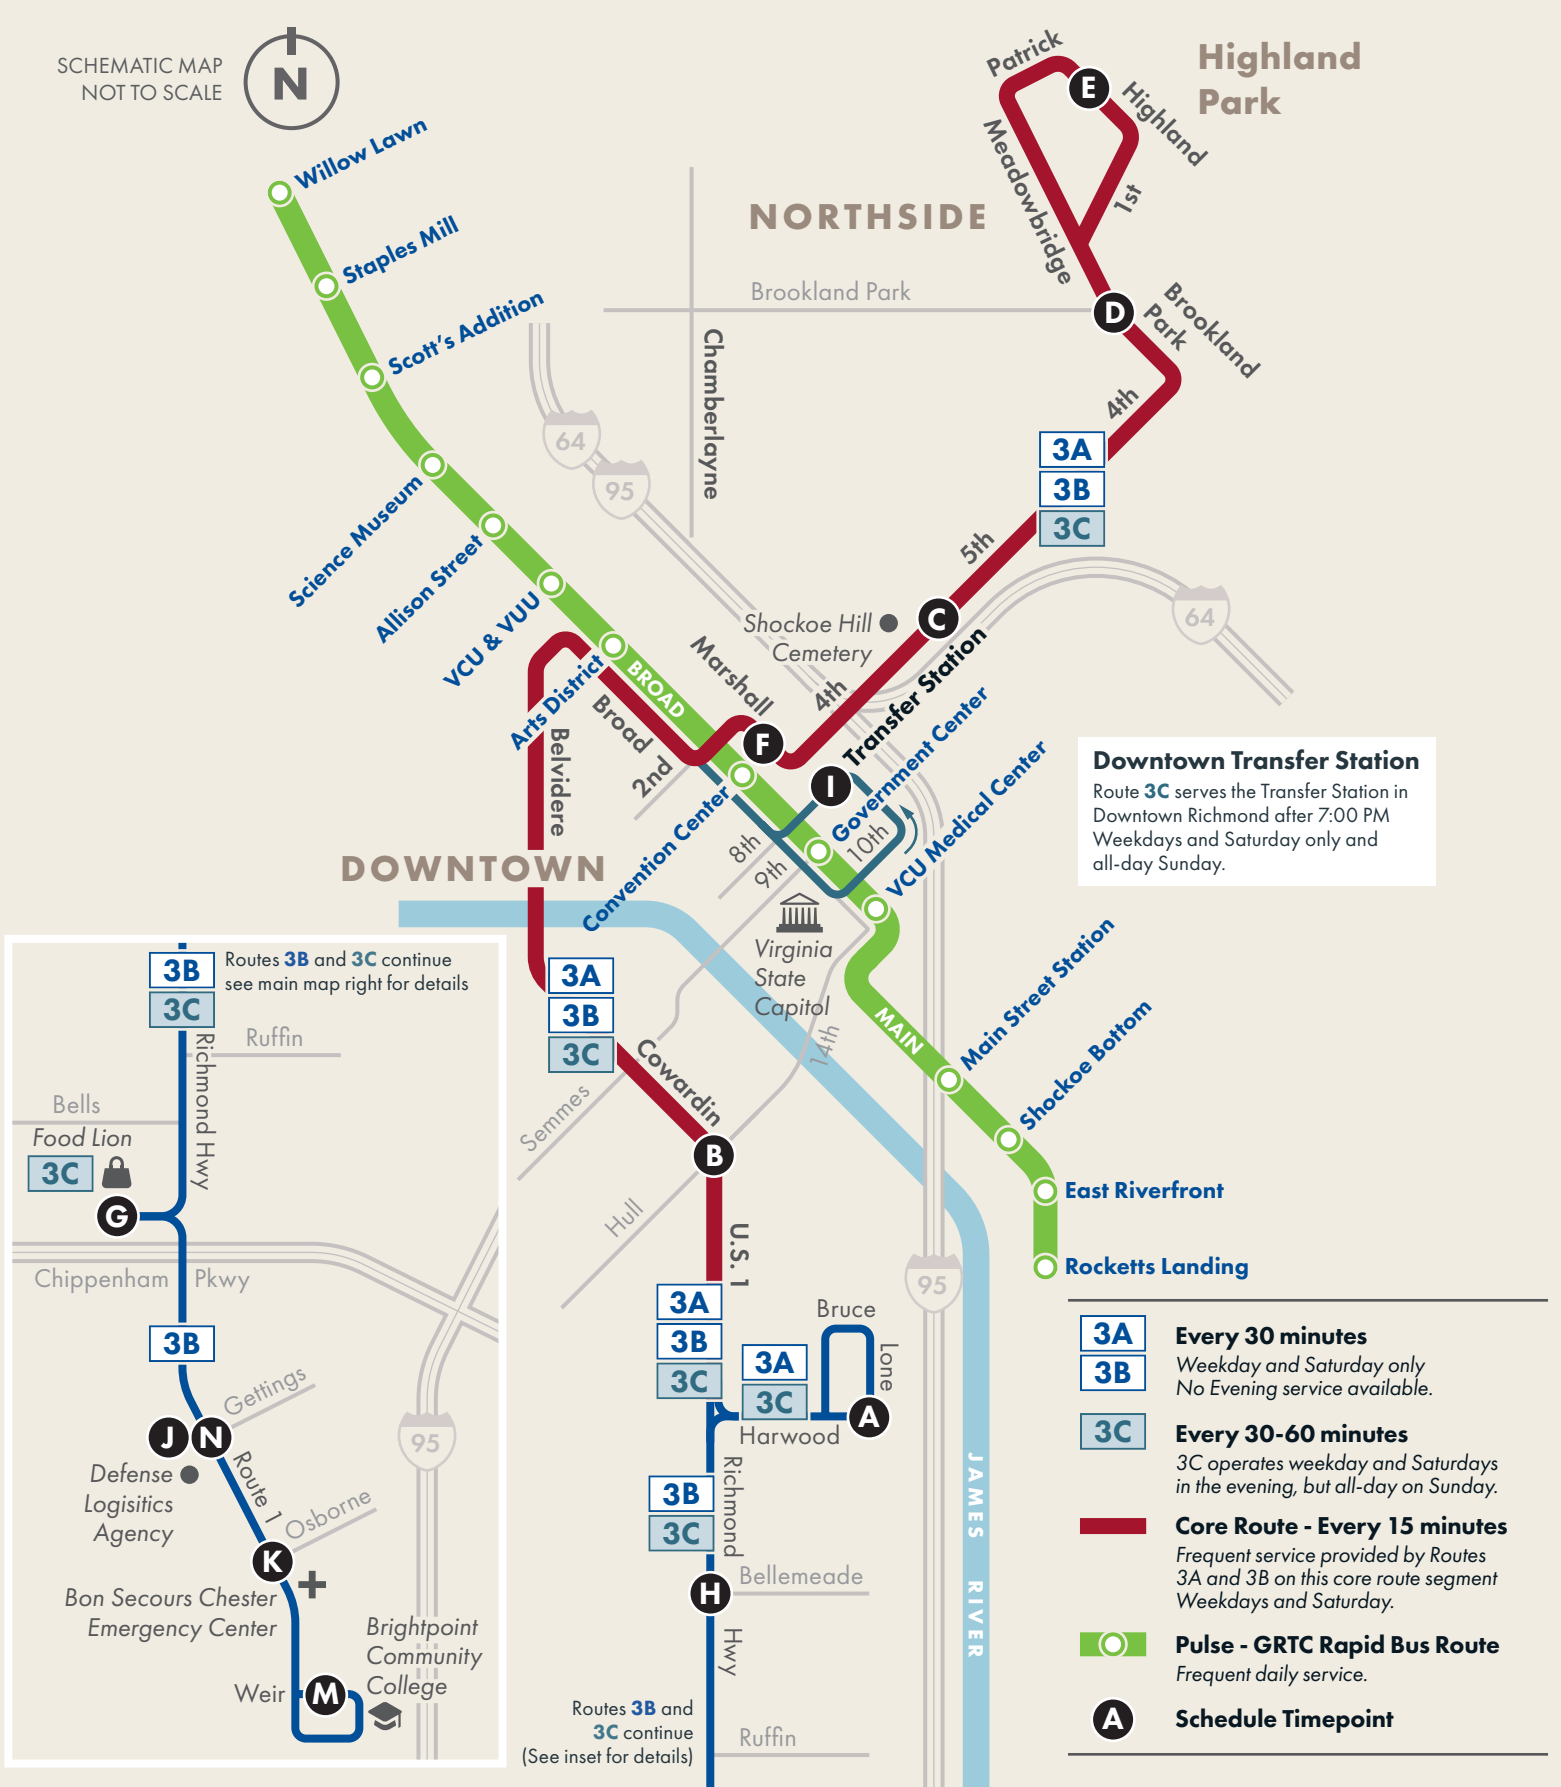 SCHEMATIC MAP
NOT TO SCALE
N
Highland
Park
Patrick
E
Highland
Meadowbridge
1st
NORTHSIDE
Willow Lawn
Staples Mill
Scott's Addition
Brookland Park
Chamberlayne
D
Brookland
Park
4th
64
95
3A
3B
3C
5th
Science Museum
Allison Street
VCU & VUU
Arts District
BROAD
Broad
2nd
Belvidere
Marshall
F
Shockoe Hill
Cemetery
C
4th
64
Transfer Station
I
Government Center
VCU Medical Center
10th
8th
9th
Convention Center
DOWNTOWN
Downtown Transfer Station
Route 3C serves the Transfer Station in
Downtown Richmond after 7:00 PM
Weekdays and Saturday only and
all-day Sunday.
Virginia
State
Capitol
14th
MAIN
Main Street Station
Shockoe Bottom
East Riverfront
Rocketts Landing
3A
3B
3C
Cowardin
Semmes
B
Hull
U.S. 1
95
3A
3B
3C
3A
3C
Bruce
Lone
A
Harwood
3B
3C
Richmond
H
Bellemeade
Hwy
Routes 3B and
3C continue
(See inset for details)
Ruffin
JAMES RIVER
3B
3C
Routes 3B and 3C continue
see main map right for details
Ruffin
Richmond Hwy
Bells
Food Lion
3C
G
Chippenham Pkwy
3B
Gettings
J
N
Route 1
Defense
Logisitics
Agency
95
Osborne
K
Bon Secours Chester
Emergency Center
Brightpoint
Community
College
Weir
M
3A
3B
Every 30 minutes
Weekday and Saturday only
No Evening service available.
3C
Every 30-60 minutes
3C operates weekday and Saturdays
in the evening, but all-day on Sunday.
Core Route - Every 15 minutes
Frequent service provided by Routes
3A and 3B on this core route segment
Weekdays and Saturday.
Pulse - GRTC Rapid Bus Route
Frequent daily service.
A
Schedule Timepoint